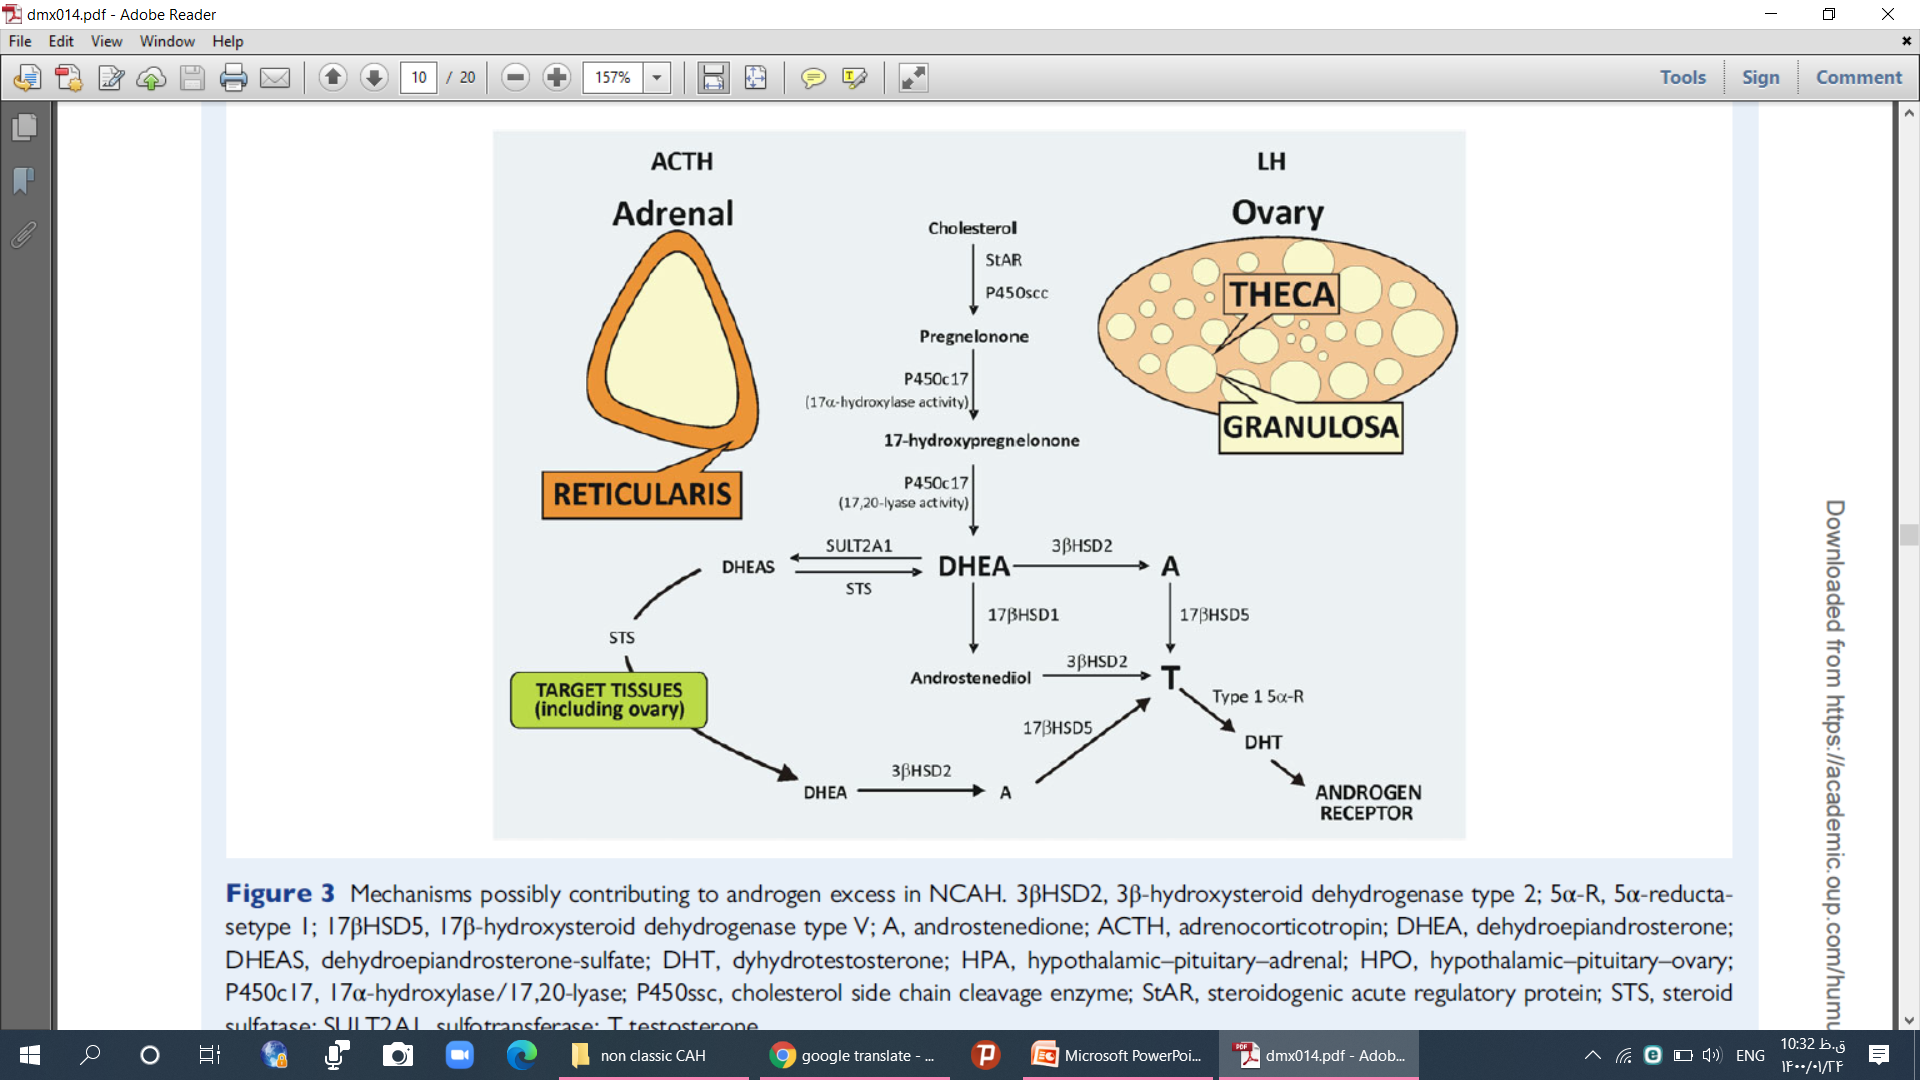 dmx014.pdf - Adobe Reader
File Edit View Window Help
10 / 20 157% Tools Sign Comment
ACTH
LH
Adrenal
Ovary
Cholesterol
StAR
P450scc
THECA
Pregnelonone
P450c17
(17α-hydroxylase activity)
GRANULOSA
17-hydroxypregnelonone
RETICULARIS
P450c17
(17,20-lyase activity)
SULT2A1
3βHSD2
DHEAS
DHEA
A
STS
17βHSD1
17βHSD5
STS
3βHSD2
Androstenediol
T
TARGET TISSUES
(including ovary)
Type 1 5α-R
17βHSD5
DHT
3βHSD2
DHEA
A
ANDROGEN
RECEPTOR
Downloaded from https://academic.oup.com/humu
Figure 3 Mechanisms possibly contributing to androgen excess in NCAH. 3βHSD2, 3β-hydroxysteroid dehydrogenase type 2; 5α-R, 5α-reducta-
setype 1; 17βHSD5, 17β-hydroxysteroid dehydrogenase type V; A, androstenedione; ACTH, adrenocorticotropin; DHEA, dehydroepiandrosterone;
DHEAS, dehydroepiandrosterone-sulfate; DHT, dyhydrotestosterone; HPA, hypothalamic–pituitary–adrenal; HPO, hypothalamic–pituitary–ovary;
P450c17, 17α-hydroxylase/17,20-lyase; P450ssc, cholesterol side chain cleavage enzyme; StAR, steroidogenic acute regulatory protein; STS, steroid
sulfatase; SULT2A1, sulfotransferase; T testosterone
non classic CAH
google translate - ...
Microsoft PowerPoi...
dmx014.pdf - Adob...
ENG
10:32 ق.ظ
۱۴۰۰/۰۱/۲۴